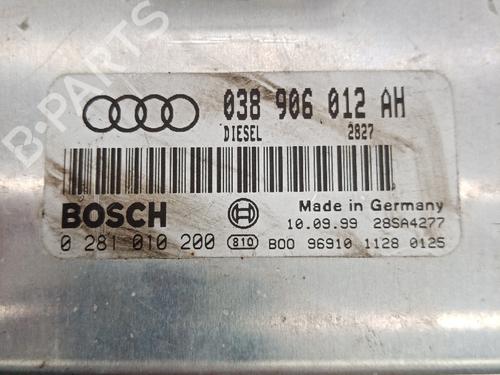 B-PARTS
038 906 012 AH
DIESEL 2827
BOSCH
Made in Germany
10.09.99 28SA4277
0 281 010 200 810 B00 96910 1128 0125